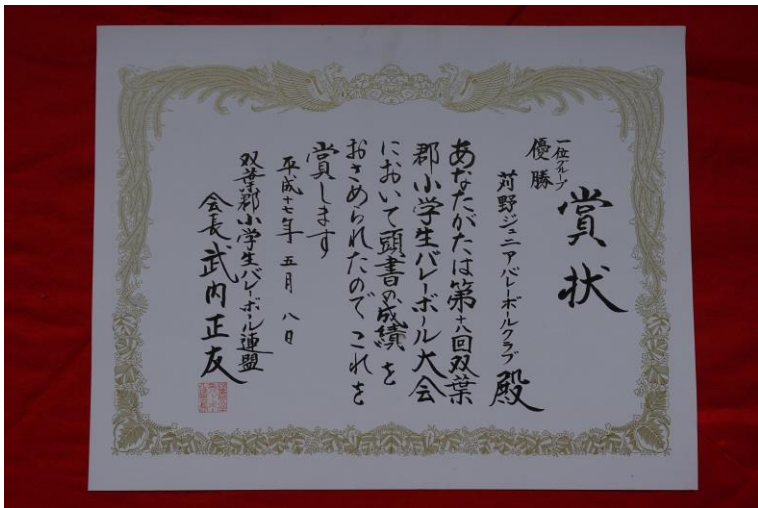 賞状
一位グループ
優勝
苅野ジュニアバレーボールクラブ殿
あなたがたは第十八回双葉
郡小学生バレーボール大会
において頭書の成績を
おさめられたのでこれを
賞します
平成十七年五月八日
双葉郡小学生バレーボール連盟
会長武内正友